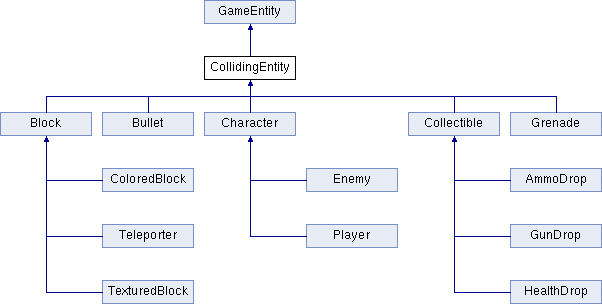 GameEntity
CollidingEntity
Block
Bullet
Character
Collectible
Grenade
ColoredBlock
Enemy
AmmoDrop
Teleporter
Player
GunDrop
TexturedBlock
HealthDrop